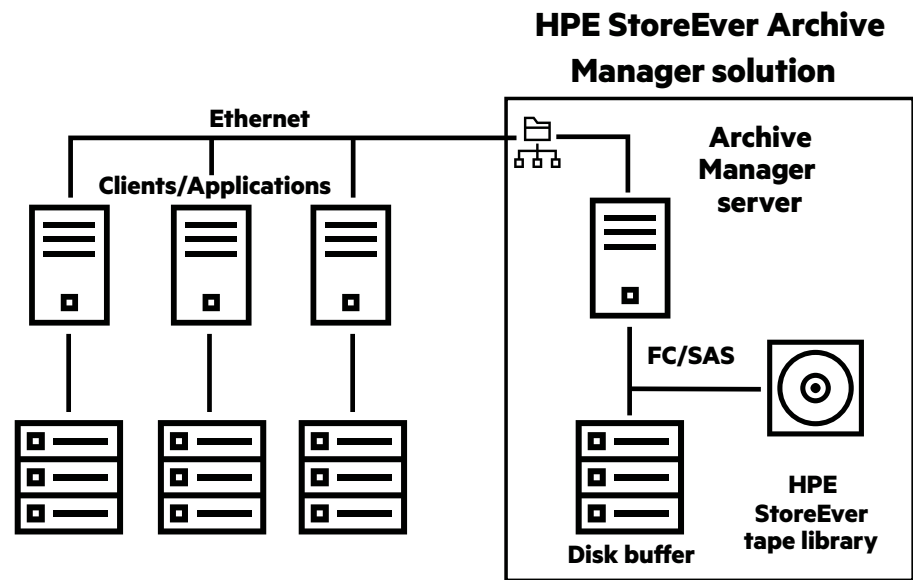 HPE StoreEver Archive
Manager solution
Ethernet
Clients/Applications
Archive
Manager
server
FC/SAS
HPE
StoreEver
tape library
Disk buffer